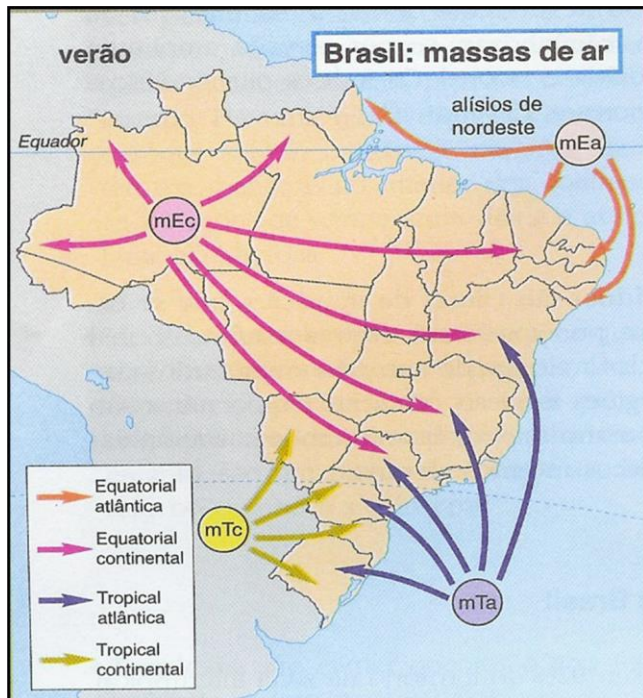 verão
Brasil: massas de ar
Equador
alísios de
nordeste
mEa
mEc
mTc
mTa
Equatorial
atlântica
Equatorial
continental
Tropical
atlântica
Tropical
continental